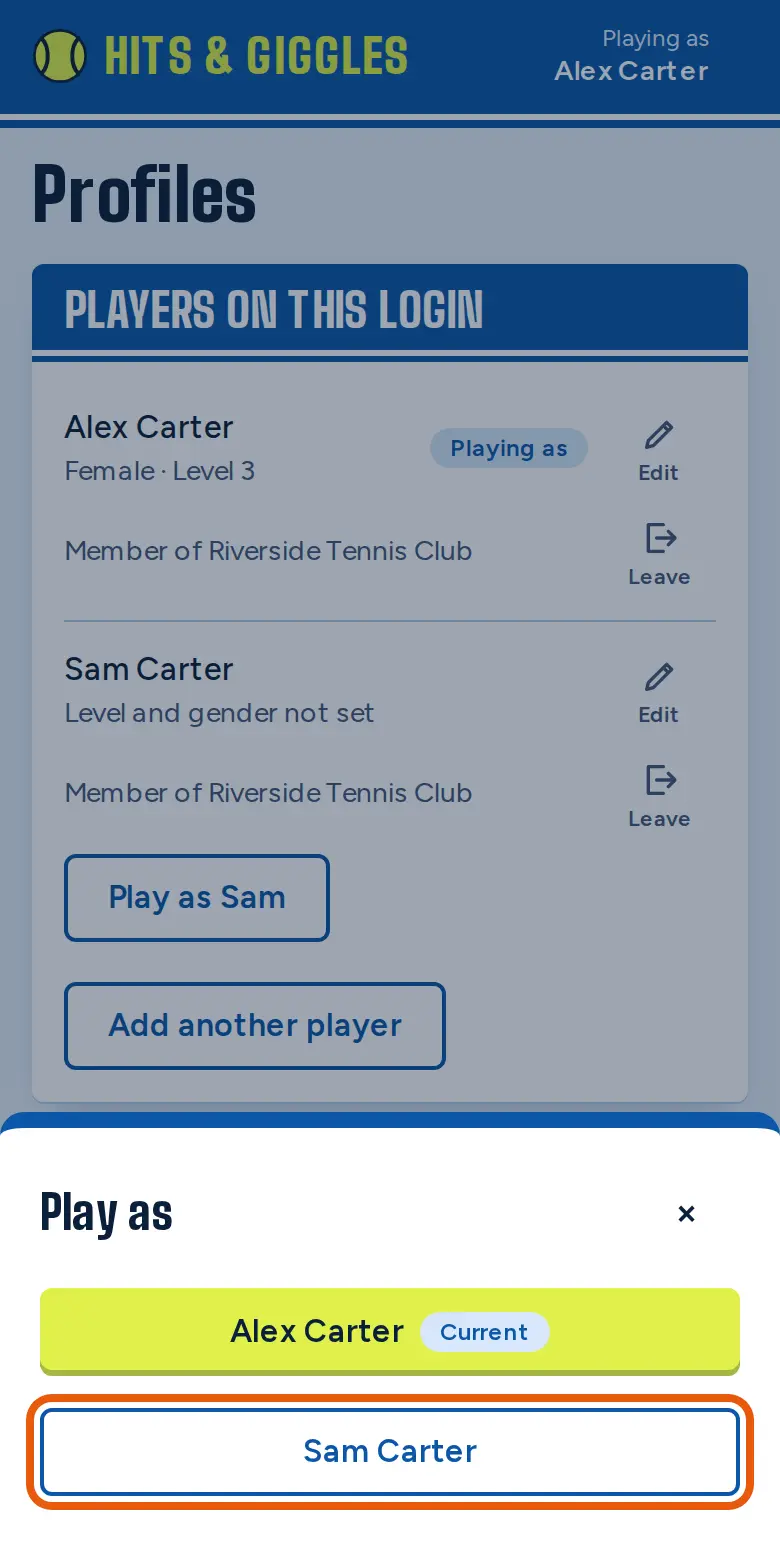 HITS & GIGGLES
Playing as
Alex Carter
Profiles
PLAYERS ON THIS LOGIN
Alex Carter
Female · Level 3
Playing as
Edit
Member of Riverside Tennis Club
Leave
Sam Carter
Level and gender not set
Edit
Member of Riverside Tennis Club
Leave
Play as Sam
Add another player
Play as
×
Alex Carter Current
Sam Carter